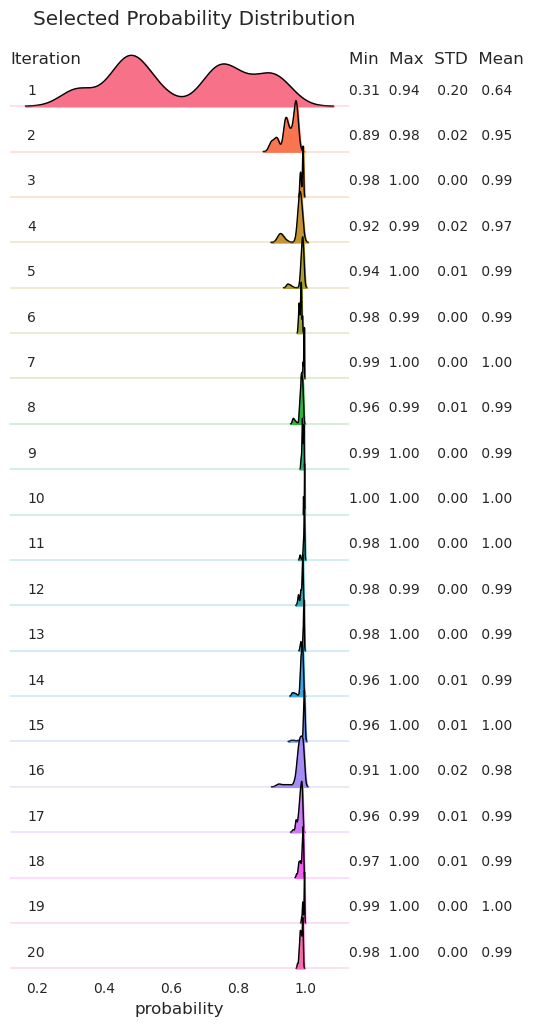 Selected Probability Distribution
Iteration Min Max STD Mean
1 0.31 0.94 0.20 0.64
2 0.89 0.98 0.02 0.95
3 0.98 1.00 0.00 0.99
4 0.92 0.99 0.02 0.97
5 0.94 1.00 0.01 0.99
6 0.98 0.99 0.00 0.99
7 0.99 1.00 0.00 1.00
8 0.96 0.99 0.01 0.99
9 0.99 1.00 0.00 0.99
10 1.00 1.00 0.00 1.00
11 0.98 1.00 0.00 1.00
12 0.98 0.99 0.00 0.99
13 0.98 1.00 0.00 0.99
14 0.96 1.00 0.01 0.99
15 0.96 1.00 0.01 1.00
16 0.91 1.00 0.02 0.98
17 0.96 0.99 0.01 0.99
18 0.97 1.00 0.01 0.99
19 0.99 1.00 0.00 1.00
20 0.98 1.00 0.00 0.99
0.2 0.4 0.6 0.8 1.0
probability